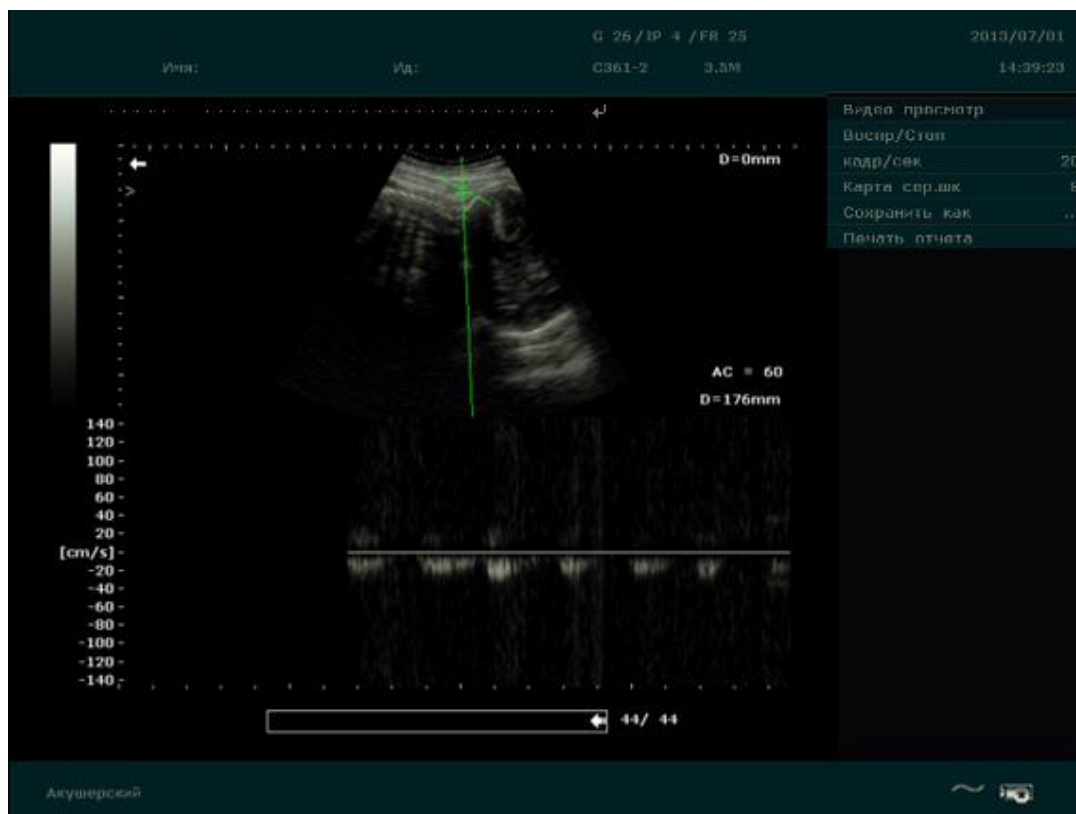 G 26/IP 4 /FR 25 2013/07/01
Имя: Ид: C361-2 3.5M 14:39:23
Видео просмотр
D=0mm
Воспр/Стоп
кадр/сек 20
Карта сер.шк 8
Сохранить как ..
Печать отчета
AC = 60
D=176mm
140
120
100
80
60
40
20
[cm/s]
-20
-40
-60
-80
-100
-120
-140
44/ 44
Акушерский